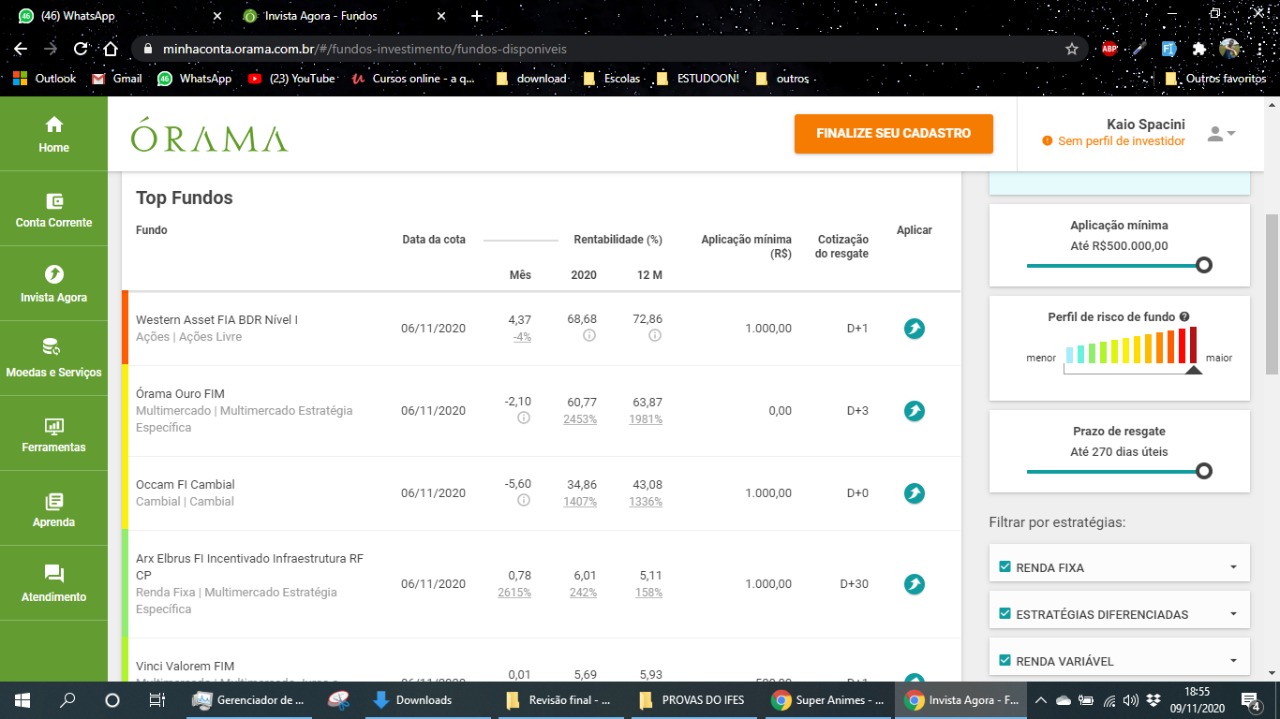 (46) WhatsApp
Invista Agora - Fundos
minhaconta.orama.com.br/#/fundos-investimento/fundos-disponiveis
ABP
Outlook
Gmail
WhatsApp
(23) YouTube
Cursos online - a q...
download
Escolas
ESTUDOON!
outros
Outros favoritos
Home
Conta Corrente
Invista Agora
Moedas e Serviços
Ferramentas
Aprenda
Atendimento
ÓRAMA
FINALIZE SEU CADASTRO
Kaio Spacini
Sem perfil de investidor
Top Fundos
Fundo
Data da cota
Rentabilidade (%)
Aplicação mínima
(R$)
Cotização
do resgate
Aplicar
Mês 2020 12 M
Western Asset FIA BDR Nível I
Ações | Ações Livre
06/11/2020
4,37 68,68 72,86
-4%
1.000,00 D+1
Órama Ouro FIM
Multimercado | Multimercado Estratégia
Específica
06/11/2020
-2,10 60,77 63,87
2453% 1981%
0,00 D+3
Occam FI Cambial
Cambial | Cambial
06/11/2020
-5,60 34,86 43,08
1407% 1336%
1.000,00 D+0
Arx Elbrus FI Incentivado Infraestrutura RF
CP
Renda Fixa | Multimercado Estratégia
Específica
06/11/2020
0,78 6,01 5,11
2615% 242% 158%
1.000,00 D+30
Vinci Valorem FIM
0,01 5,69 5,93
Aplicação mínima
Até R$500.000,00
Perfil de risco de fundo
menor maior
Prazo de resgate
Até 270 dias úteis
Filtrar por estratégias:
RENDA FIXA
ESTRATÉGIAS DIFERENCIADAS
RENDA VARIÁVEL
Gerenciador de ...
Downloads
Revisão final - ...
PROVAS DO IFES
Super Animes - ...
Invista Agora - F...
18:55
09/11/2020
4